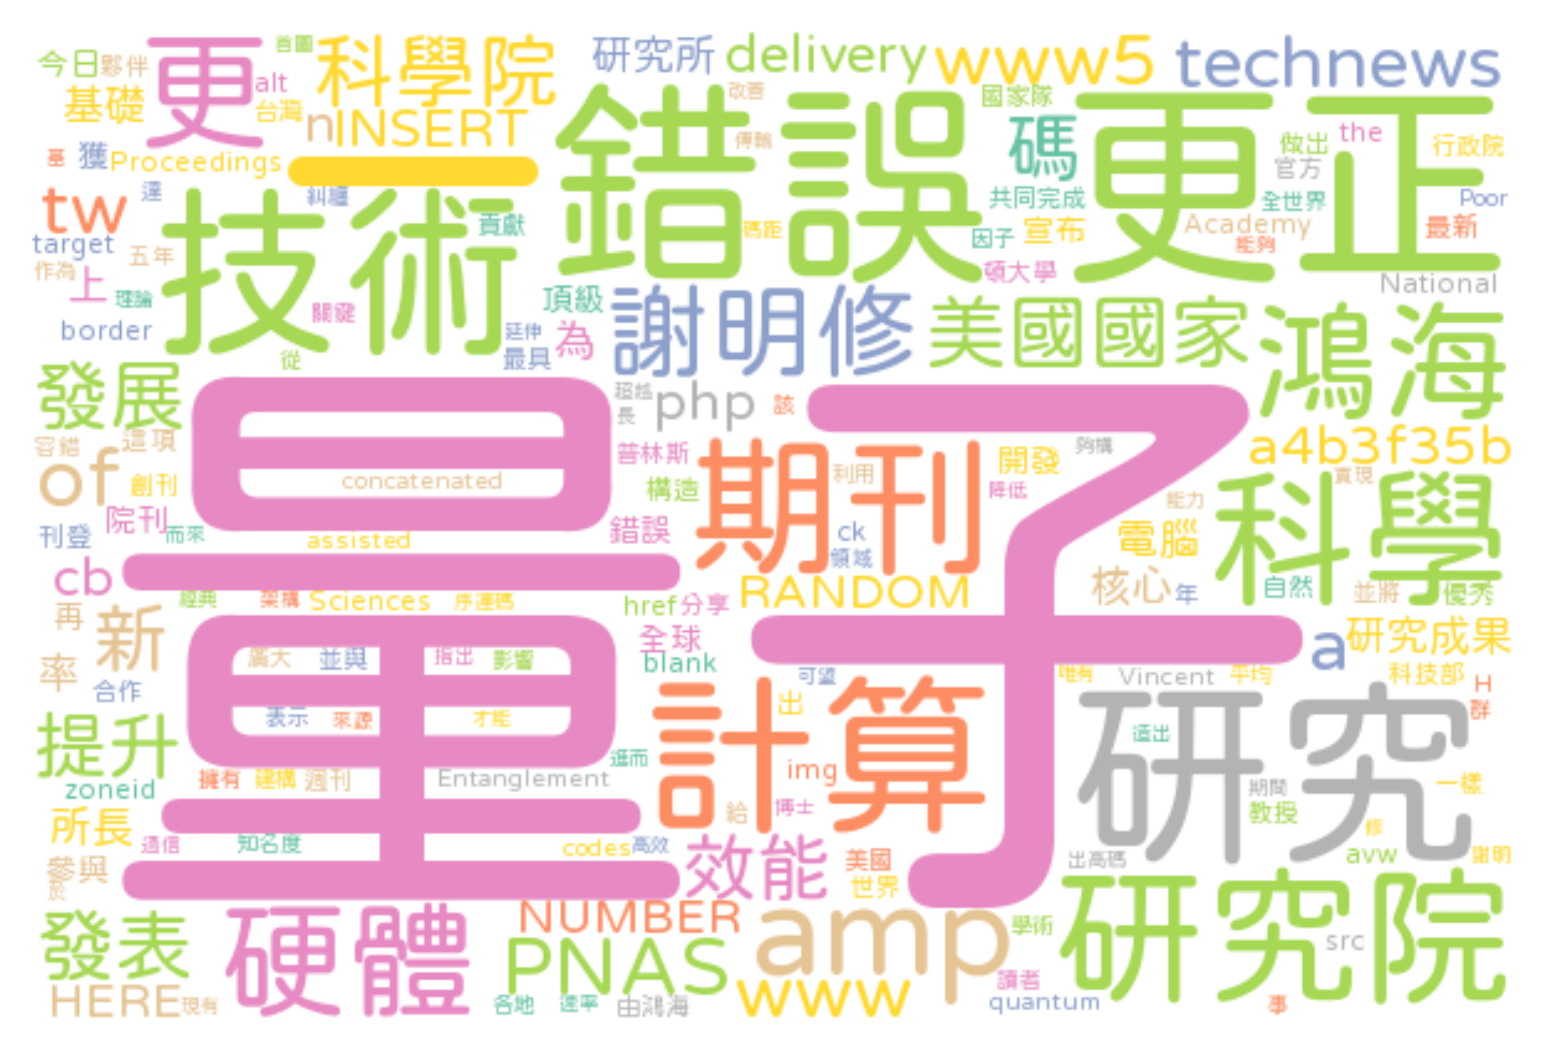 今日
夥伴
更
首圖
alt
科學院
研究所
delivery
www5
technews
基礎
台灣
nINSERT
錯誤更正
改善
國家隊
碼
the
獲
Proceedings
一
傳輸
做出
官方
行政院
達
糾纏
tw
技術
貢獻
碼距
共同完成
全世界
Poor
因子
宣布
Academy
能夠
最新
target
五年
作為
上
理論
頓大學
National
border
關鍵
頂級
謝明修
美國國家
鴻海
延伸
為
從
最具
發展
量子
超越
長
php
該
容錯
這項
of
創刊
concatenated
普林斯
期刊
利用
開發
夠構
a4b3f35b
實現
院刊
構造
降低
能力
科學
刊登
而來
assisted
錯誤
ck
領域
電腦
cb
經典
架構
Sciences
序連碼
href
分享
RANDOM
核心
年
自然
並將
優秀
再
新
全球
a
研究成果
率
廣大
並與
指出
影響
blank
可望
唯有
Vincent
平均
科技部
H
合作
表示
來源
才能
計算
出
研究
群
提升
進而
造出
zoneid
擁有
建構
週刊
Entanglement
img
期間
一樣
所長
給
博士
教授
修
通信
知名度
codes
高效
效能
美國
出高碼
avw
謝明
參與
於
世界
發表
硬體
NUMBER
amp
學術
研究院
PNAS
src
HERE
現有
各地
速率
由鴻海
www
讀者
quantum
事